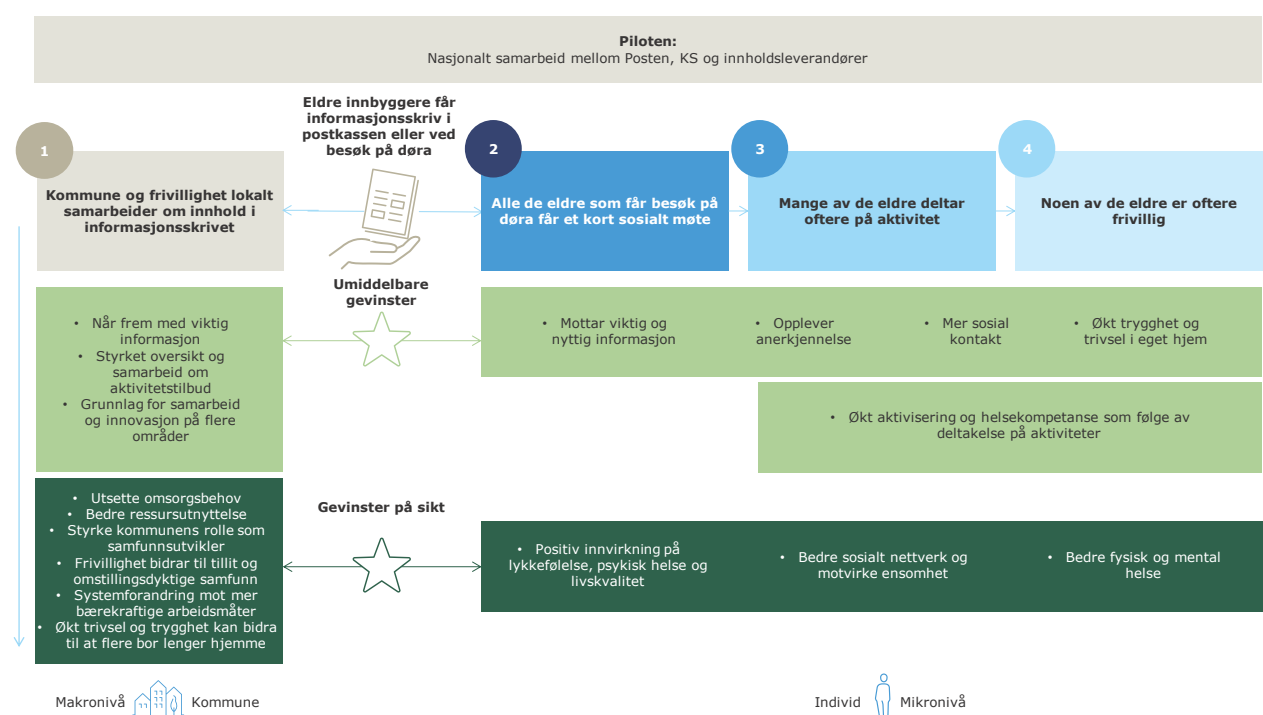 Piloten:
Nasjonalt samarbeid mellom Posten, KS og innholdsleverandører
Eldre innbyggere får
informasjonsskriv i
postkassen eller ved
besøk på døra
1
Kommune og frivillighet lokalt
samarbeider om innhold i
informasjonsskrivet
2
Alle de eldre som får besøk på
døra får et kort sosialt møte
3
Mange av de eldre deltar
oftere på aktivitet
4
Noen av de eldre er oftere
frivillig
Umiddelbare
gevinster
• Når frem med viktig
informasjon
• Styrket oversikt og
samarbeid om
aktivitetstilbud
• Grunnlag for samarbeid
og innovasjon på flere
områder
• Mottar viktig og
nyttig informasjon
• Opplever
anerkjennelse
• Mer sosial
kontakt
• Økt trygghet og
trivsel i eget hjem
• Økt aktivisering og helsekompetanse som følge av
deltakelse på aktiviteter
Gevinster på sikt
• Utsette omsorgsbehov
• Bedre ressursutnyttelse
• Styrke kommunens rolle som
samfunnsutvikler
• Frivillighet bidrar til tillit og
omstillingsdyktige samfunn
• Systemforandring mot mer
bærekraftige arbeidsmåter
• Økt trivsel og trygghet kan bidra
til at flere bor lenger hjemme
• Positiv innvirkning på
lykkefølelse, psykisk helse og
livskvalitet
• Bedre sosialt nettverk og
motvirke ensomhet
• Bedre fysisk og mental
helse
Makronivå
Kommune
Individ
Mikronivå